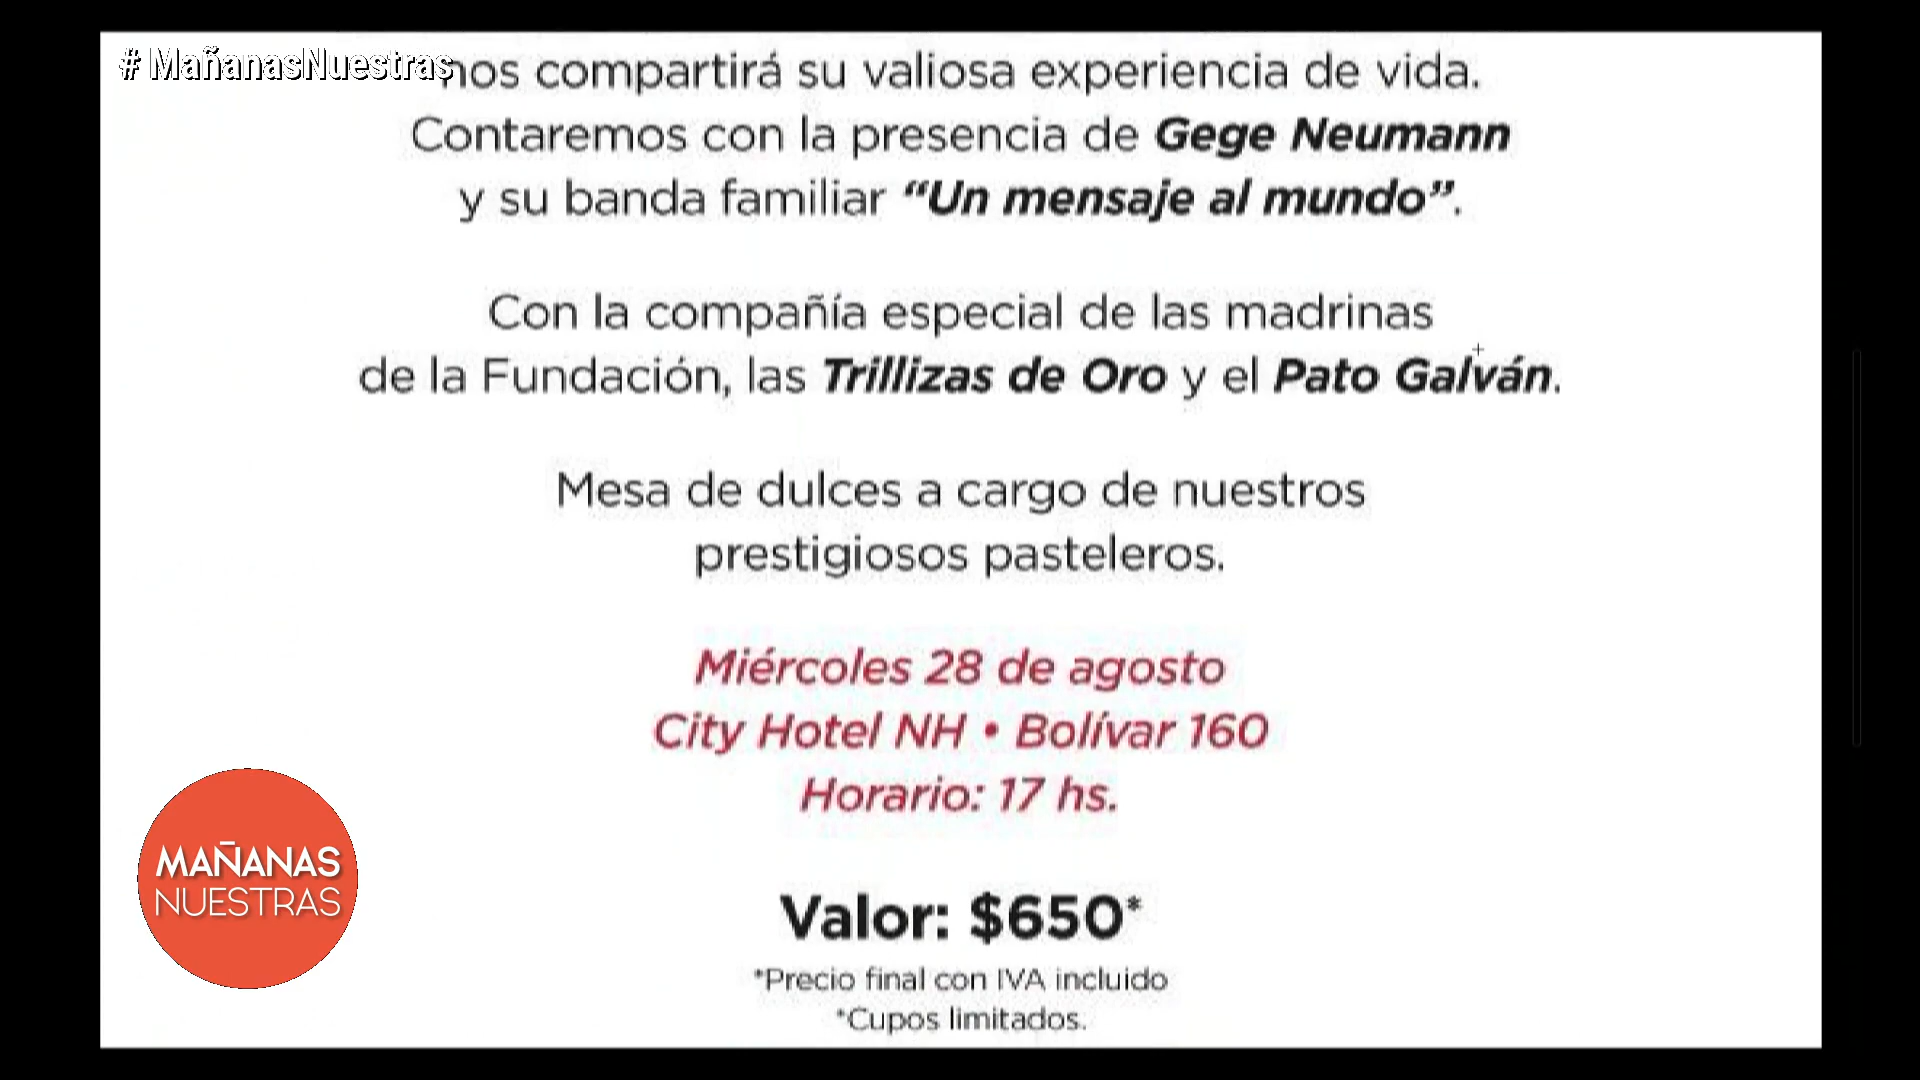 # MañanasNuestras
nos compartirá su valiosa experiencia de vida.
Contaremos con la presencia de Gege Neumann
y su banda familiar “Un mensaje al mundo”.
Con la compañía especial de las madrinas
de la Fundación, las Trillizas de Oro y el Pato Galván.
Mesa de dulces a cargo de nuestros
prestigiosos pasteleros.
Miércoles 28 de agosto
City Hotel NH • Bolívar 160
Horario: 17 hs.
MAÑANAS
NUESTRAS
Valor: $650*
*Precio final con IVA incluido
*Cupos limitados.